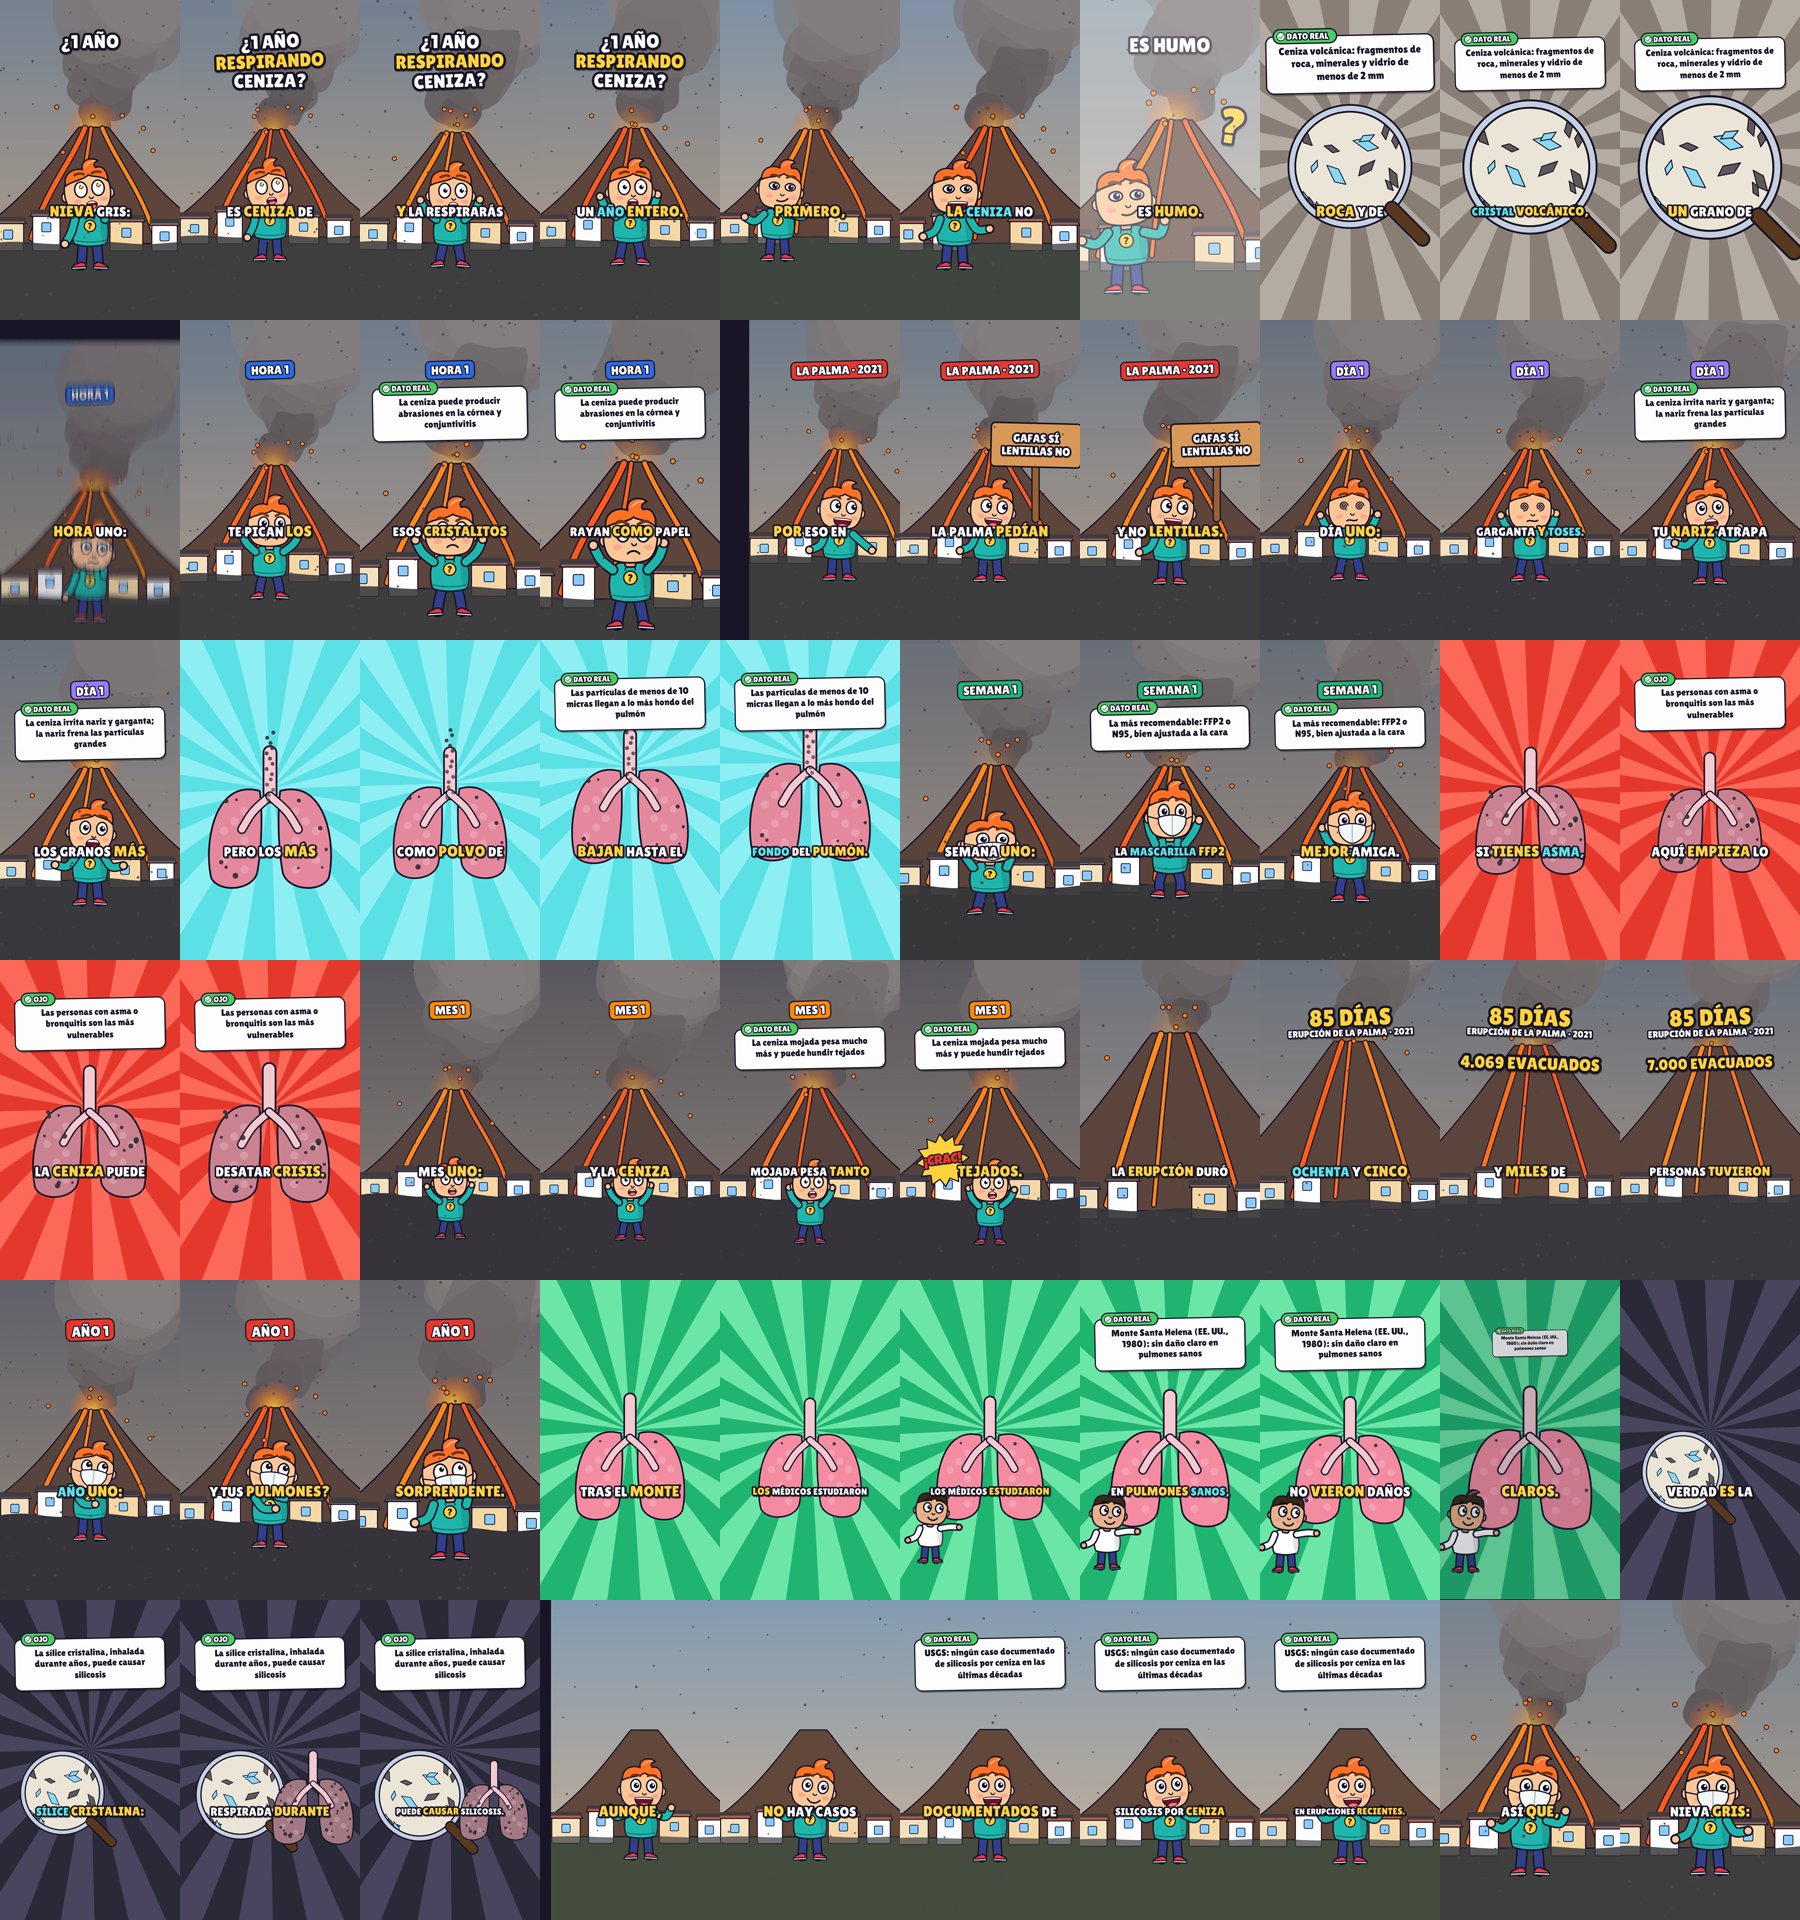 ¿1 AÑO
NIEVA GRIS:
¿1 AÑO
RESPIRANDO
CENIZA?
ES CENIZA DE
¿1 AÑO
RESPIRANDO
CENIZA?
Y LA RESPIRARÁS
¿1 AÑO
RESPIRANDO
CENIZA?
UN AÑO ENTERO.
PRIMERO,
LA CENIZA NO
ES HUMO
?
ES HUMO.
DATO REAL
Ceniza volcánica: fragmentos de
roca, minerales y vidrio de
menos de 2 mm
ROCA Y DE
DATO REAL
Ceniza volcánica: fragmentos de
roca, minerales y vidrio de
menos de 2 mm
CRISTAL VOLCÁNICO,
DATO REAL
Ceniza volcánica: fragmentos de
roca, minerales y vidrio de
menos de 2 mm
UN GRANO DE
HORA 1
HORA UNO:
HORA 1
TE PICAN LOS
HORA 1
DATO REAL
La ceniza puede producir
abrasiones en la córnea y
conjuntivitis
ESOS CRISTALITOS
HORA 1
DATO REAL
La ceniza puede producir
abrasiones en la córnea y
conjuntivitis
RAYAN COMO PAPEL
LA PALMA · 2021
POR ESO EN
LA PALMA · 2021
GAFAS SÍ
LENTILLAS NO
LA PALMA PEDÍAN
LA PALMA · 2021
GAFAS SÍ
LENTILLAS NO
Y NO LENTILLAS.
DÍA 1
DÍA UNO:
DÍA 1
GARGANTA Y TOSES.
DÍA 1
DATO REAL
La ceniza irrita nariz y garganta;
la nariz frena las partículas
grandes
TU NARIZ ATRAPA
DÍA 1
DATO REAL
La ceniza irrita nariz y garganta;
la nariz frena las partículas
grandes
LOS GRANOS MÁS
PERO LOS MÁS
COMO POLVO DE
DATO REAL
Las partículas de menos de 10
micras llegan a lo más hondo del
pulmón
BAJAN HASTA EL
DATO REAL
Las partículas de menos de 10
micras llegan a lo más hondo del
pulmón
FONDO DEL PULMÓN.
SEMANA 1
SEMANA UNO:
SEMANA 1
DATO REAL
La más recomendable: FFP2 o
N95, bien ajustada a la cara
LA MASCARILLA FFP2
SEMANA 1
DATO REAL
La más recomendable: FFP2 o
N95, bien ajustada a la cara
MEJOR AMIGA.
SI TIENES ASMA,
OJO
Las personas con asma o
bronquitis son las más
vulnerables
AQUÍ EMPIEZA LO
OJO
Las personas con asma o
bronquitis son las más
vulnerables
LA CENIZA PUEDE
OJO
Las personas con asma o
bronquitis son las más
vulnerables
DESATAR CRISIS.
MES 1
MES UNO:
MES 1
Y LA CENIZA
MES 1
DATO REAL
La ceniza mojada pesa mucho
más y puede hundir tejados
MOJADA PESA TANTO
MES 1
DATO REAL
La ceniza mojada pesa mucho
más y puede hundir tejados
¡CRAC!
TEJADOS.
LA ERUPCIÓN DURÓ
85 DÍAS
ERUPCIÓN DE LA PALMA · 2021
OCHENTA Y CINCO
85 DÍAS
ERUPCIÓN DE LA PALMA · 2021
4.069 EVACUADOS
Y MILES DE
85 DÍAS
ERUPCIÓN DE LA PALMA · 2021
7.000 EVACUADOS
PERSONAS TUVIERON
AÑO 1
AÑO UNO:
AÑO 1
Y TUS PULMONES?
AÑO 1
SORPRENDENTE.
TRAS EL MONTE
LOS MÉDICOS ESTUDIARON
LOS MÉDICOS ESTUDIARON
DATO REAL
Monte Santa Helena (EE. UU.,
1980): sin daño claro en
pulmones sanos
EN PULMONES SANOS,
DATO REAL
Monte Santa Helena (EE. UU.,
1980): sin daño claro en
pulmones sanos
NO VIERON DAÑOS
DATO REAL
Monte Santa Helena (EE. UU.,
1980): sin daño claro en
pulmones sanos
CLAROS.
VERDAD ES LA
OJO
La sílice cristalina, inhalada
durante años, puede causar
silicosis
SÍLICE CRISTALINA:
OJO
La sílice cristalina, inhalada
durante años, puede causar
silicosis
RESPIRADA DURANTE
OJO
La sílice cristalina, inhalada
durante años, puede causar
silicosis
PUEDE CAUSAR SILICOSIS.
AUNQUE,
NO HAY CASOS
DATO REAL
USGS: ningún caso documentado
de silicosis por ceniza en las
últimas décadas
DOCUMENTADOS DE
DATO REAL
USGS: ningún caso documentado
de silicosis por ceniza en las
últimas décadas
SILICOSIS POR CENIZA
DATO REAL
USGS: ningún caso documentado
de silicosis por ceniza en las
últimas décadas
EN ERUPCIONES RECIENTES.
ASÍ QUE,
NIEVA GRIS: